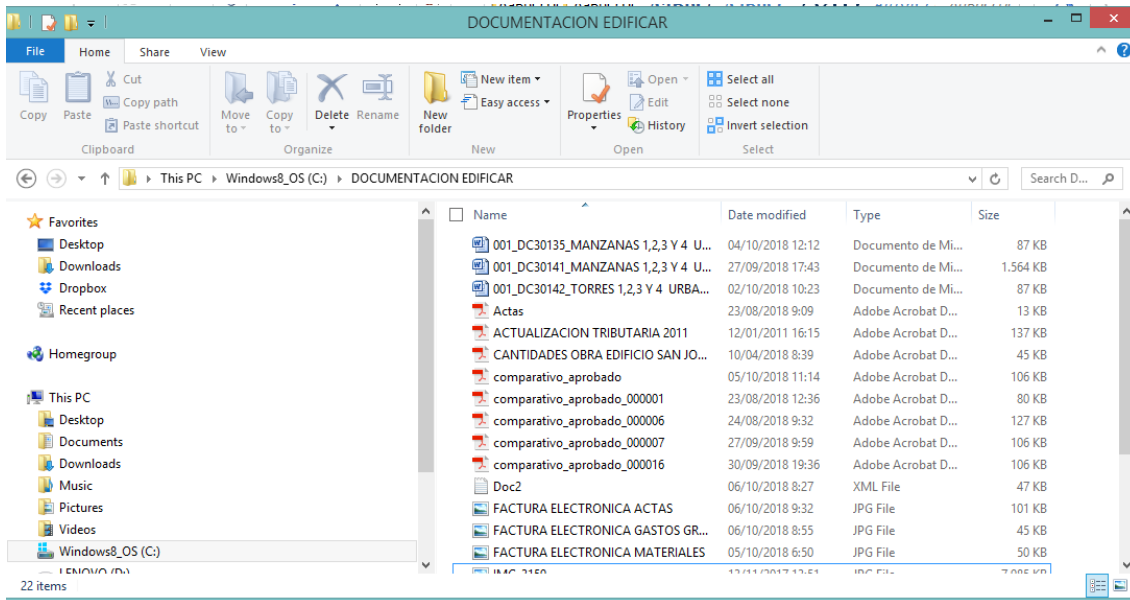 DOCUMENTACION EDIFICAR
File Home Share View
Copy
Paste
Cut
Copy path
Paste shortcut
Clipboard
Move to
Copy to
Delete
Rename
Organize
New folder
New item
Easy access
New
Properties
Open
Edit
History
Open
Select all
Select none
Invert selection
Select
This PC Windows8_OS (C:) DOCUMENTACION EDIFICAR
Search D...
Favorites
Desktop
Downloads
Dropbox
Recent places
Homegroup
This PC
Desktop
Documents
Downloads
Music
Pictures
Videos
Windows8_OS (C:)
LENOVO (D:)
Name Date modified Type Size
001_DC30135_MANZANAS 1,2,3 Y 4 U... 04/10/2018 12:12 Documento de Mi... 87 KB
001_DC30141_MANZANAS 1,2,3 Y 4 U... 27/09/2018 17:43 Documento de Mi... 1.564 KB
001_DC30142_TORRES 1,2,3 Y 4 URBA... 02/10/2018 10:23 Documento de Mi... 87 KB
Actas 23/08/2018 9:09 Adobe Acrobat D... 13 KB
ACTUALIZACION TRIBUTARIA 2011 12/01/2011 16:15 Adobe Acrobat D... 137 KB
CANTIDADES OBRA EDIFICIO SAN JO... 10/04/2018 8:39 Adobe Acrobat D... 45 KB
comparativo_aprobado 05/10/2018 11:14 Adobe Acrobat D... 106 KB
comparativo_aprobado_000001 23/08/2018 12:36 Adobe Acrobat D... 80 KB
comparativo_aprobado_000006 24/08/2018 9:32 Adobe Acrobat D... 127 KB
comparativo_aprobado_000007 27/09/2018 9:59 Adobe Acrobat D... 106 KB
comparativo_aprobado_000016 30/09/2018 19:36 Adobe Acrobat D... 106 KB
Doc2 06/10/2018 8:27 XML File 47 KB
FACTURA ELECTRONICA ACTAS 06/10/2018 9:32 JPG File 101 KB
FACTURA ELECTRONICA GASTOS GR... 06/10/2018 8:55 JPG File 45 KB
FACTURA ELECTRONICA MATERIALES 05/10/2018 6:50 JPG File 50 KB
22 items